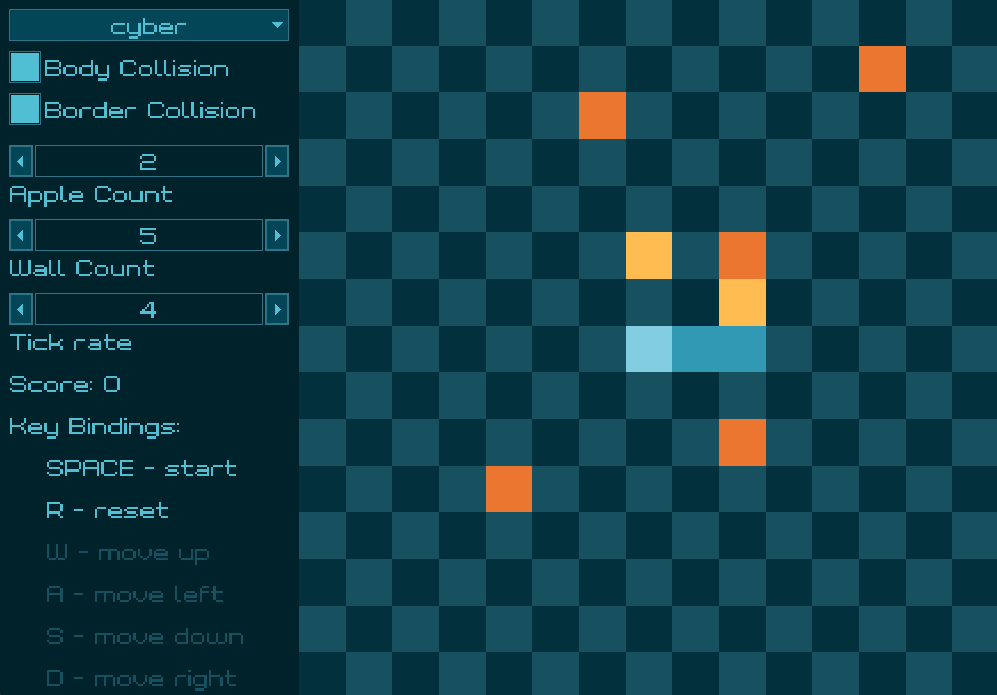 cyber
Body Collision
Border Collision
2
Apple Count
5
Wall Count
4
Tick rate
Score: 0
Key Bindings:
SPACE - start
R - reset
W - move up
A - move left
S - move down
D - move right